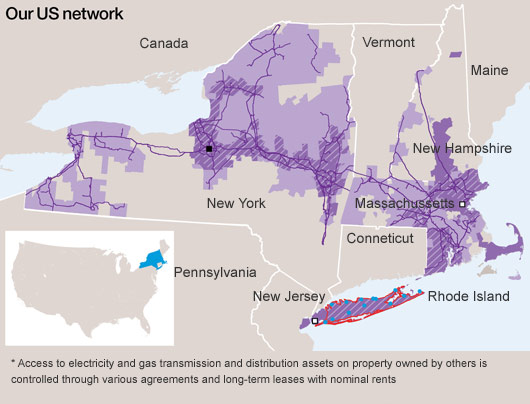 Our US network
Canada
Vermont
Maine
New Hampshire
New York
Massachussetts
Conneticut
Pennsylvania
New Jersey
Rhode Island
* Access to electricity and gas transmission and distribution assets on property owned by others is
controlled through various agreements and long-term leases with nominal rents